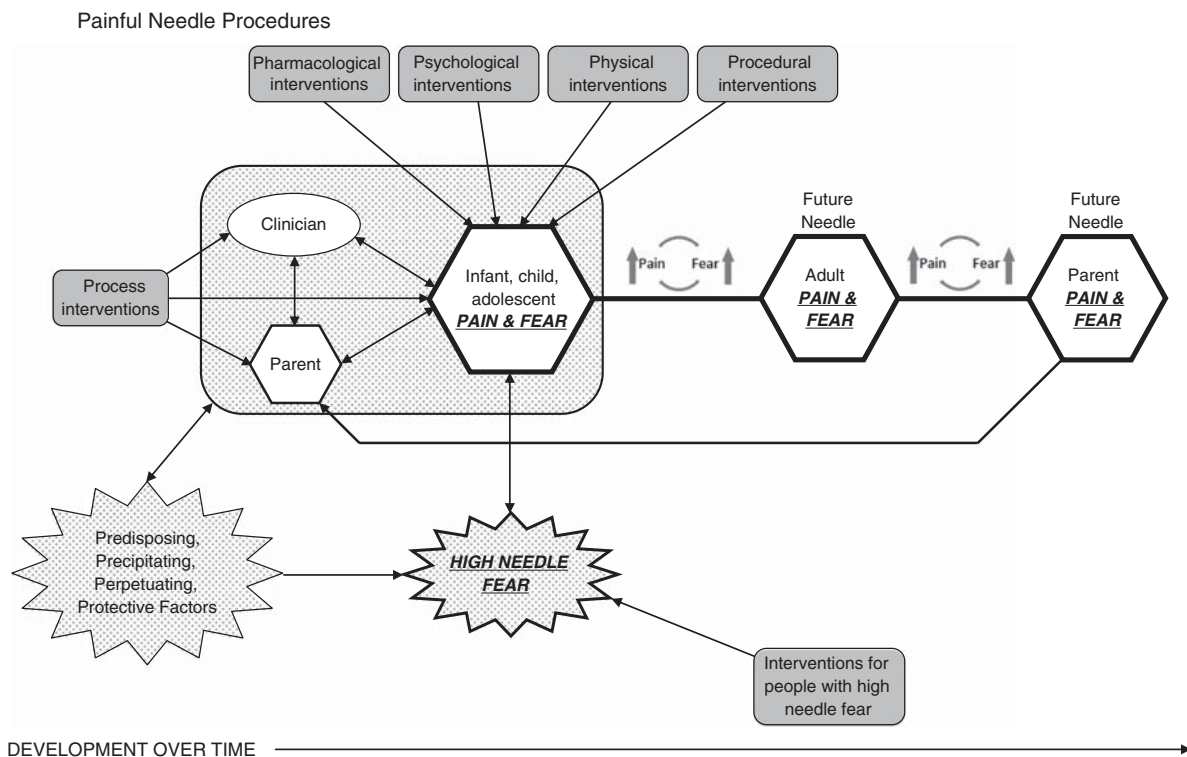 Painful Needle Procedures
Pharmacological
interventions
Psychological
interventions
Physical
interventions
Procedural
interventions
Clinician
Process
interventions
Parent
Infant, child,
adolescent
PAIN & FEAR
Pain Fear
Future
Needle
Adult
PAIN &
FEAR
Pain Fear
Future
Needle
Parent
PAIN &
FEAR
Predisposing,
Precipitating,
Perpetuating,
Protective Factors
HIGH NEEDLE
FEAR
Interventions for
people with high
needle fear
DEVELOPMENT OVER TIME